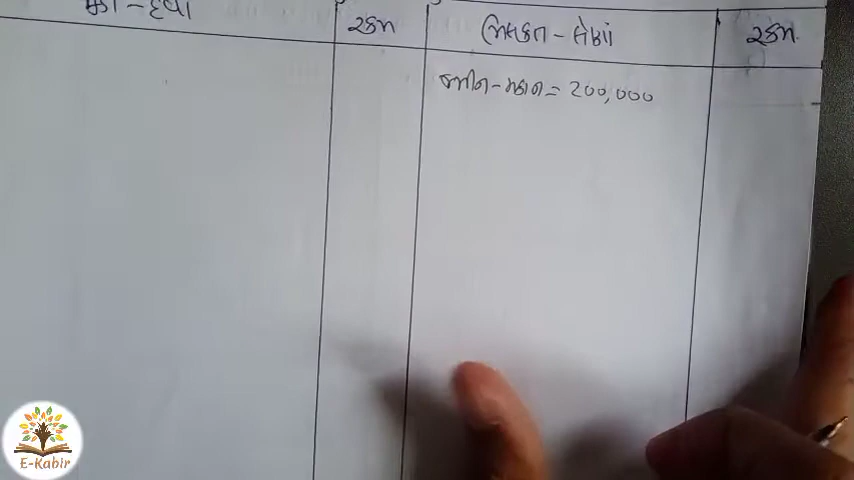 મૂડી - દેવાં
રકમ
મિલકત - લેણાં
રકમ
જમીન - મકાન = 200,000
E-Kabir